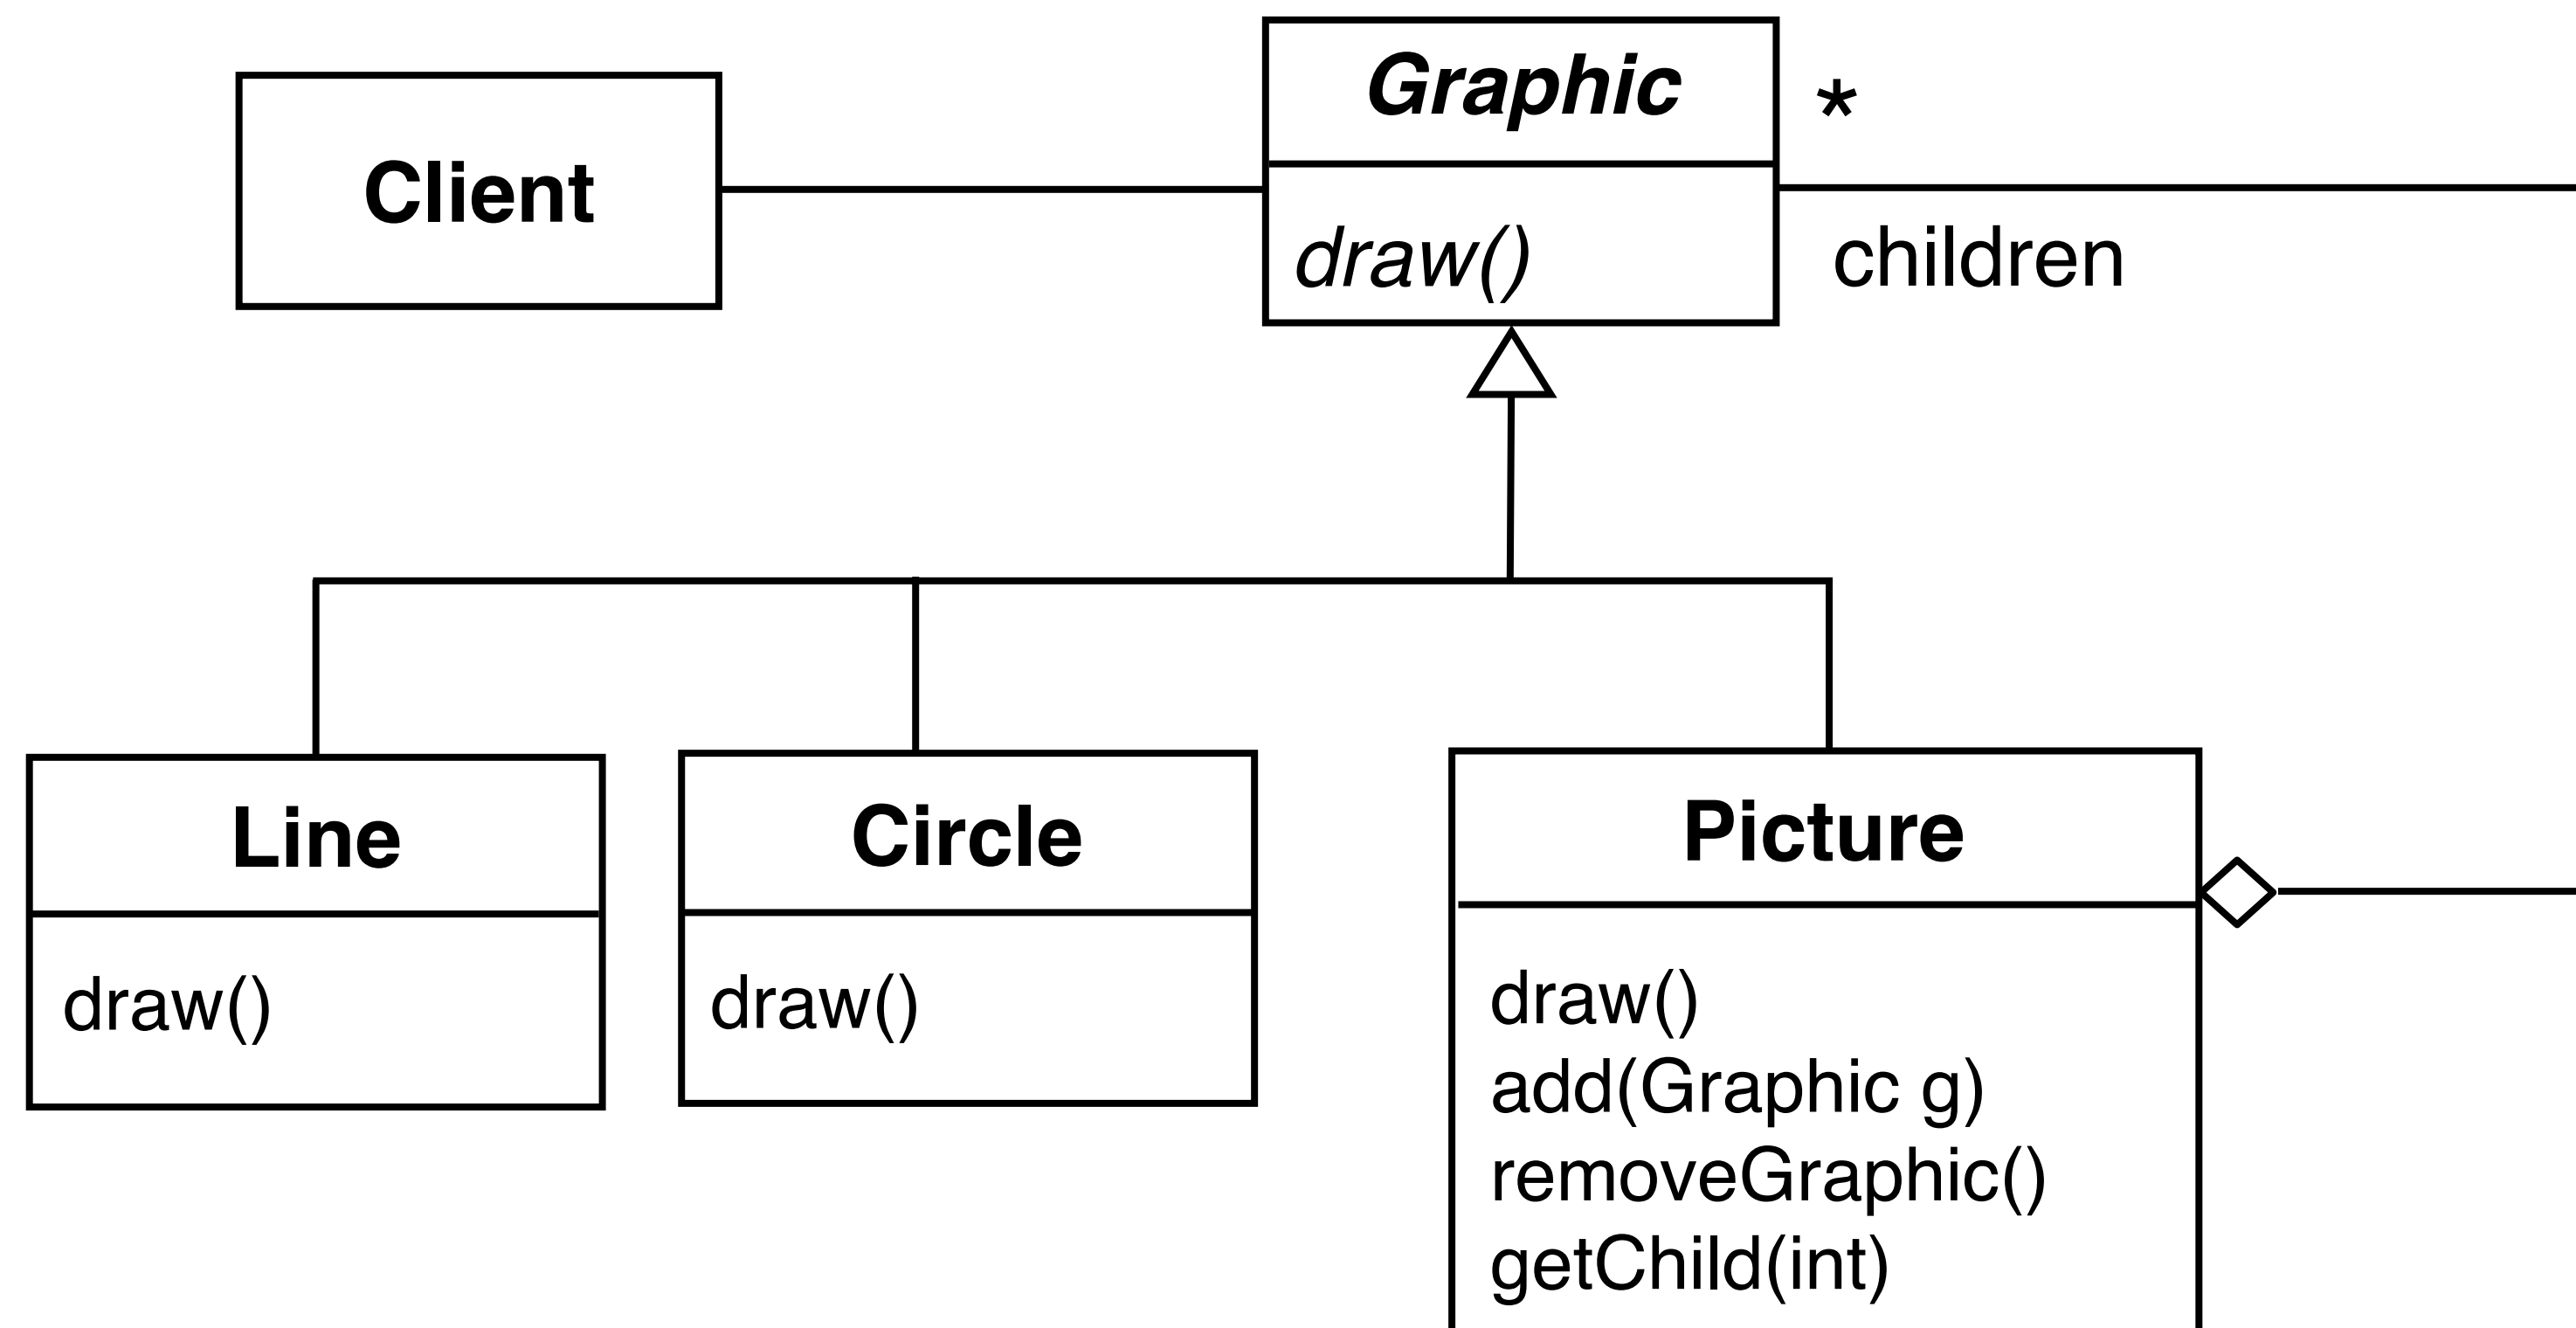 Graphic
*
Client
draw()
children
Line
Circle
Picture
draw()
draw()
draw()
add(Graphic g)
removeGraphic()
getChild(int)